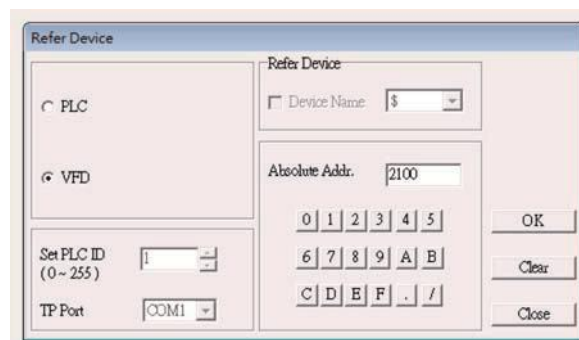 Refer Device
PLC
VFD
Set PLC ID
(0~255)
1
TP Port
COM1
Refer Device
Device Name
$
Absolute Addr.
2100
0 1 2 3 4 5
6 7 8 9 A B
C D E F . /
OK
Clear
Close